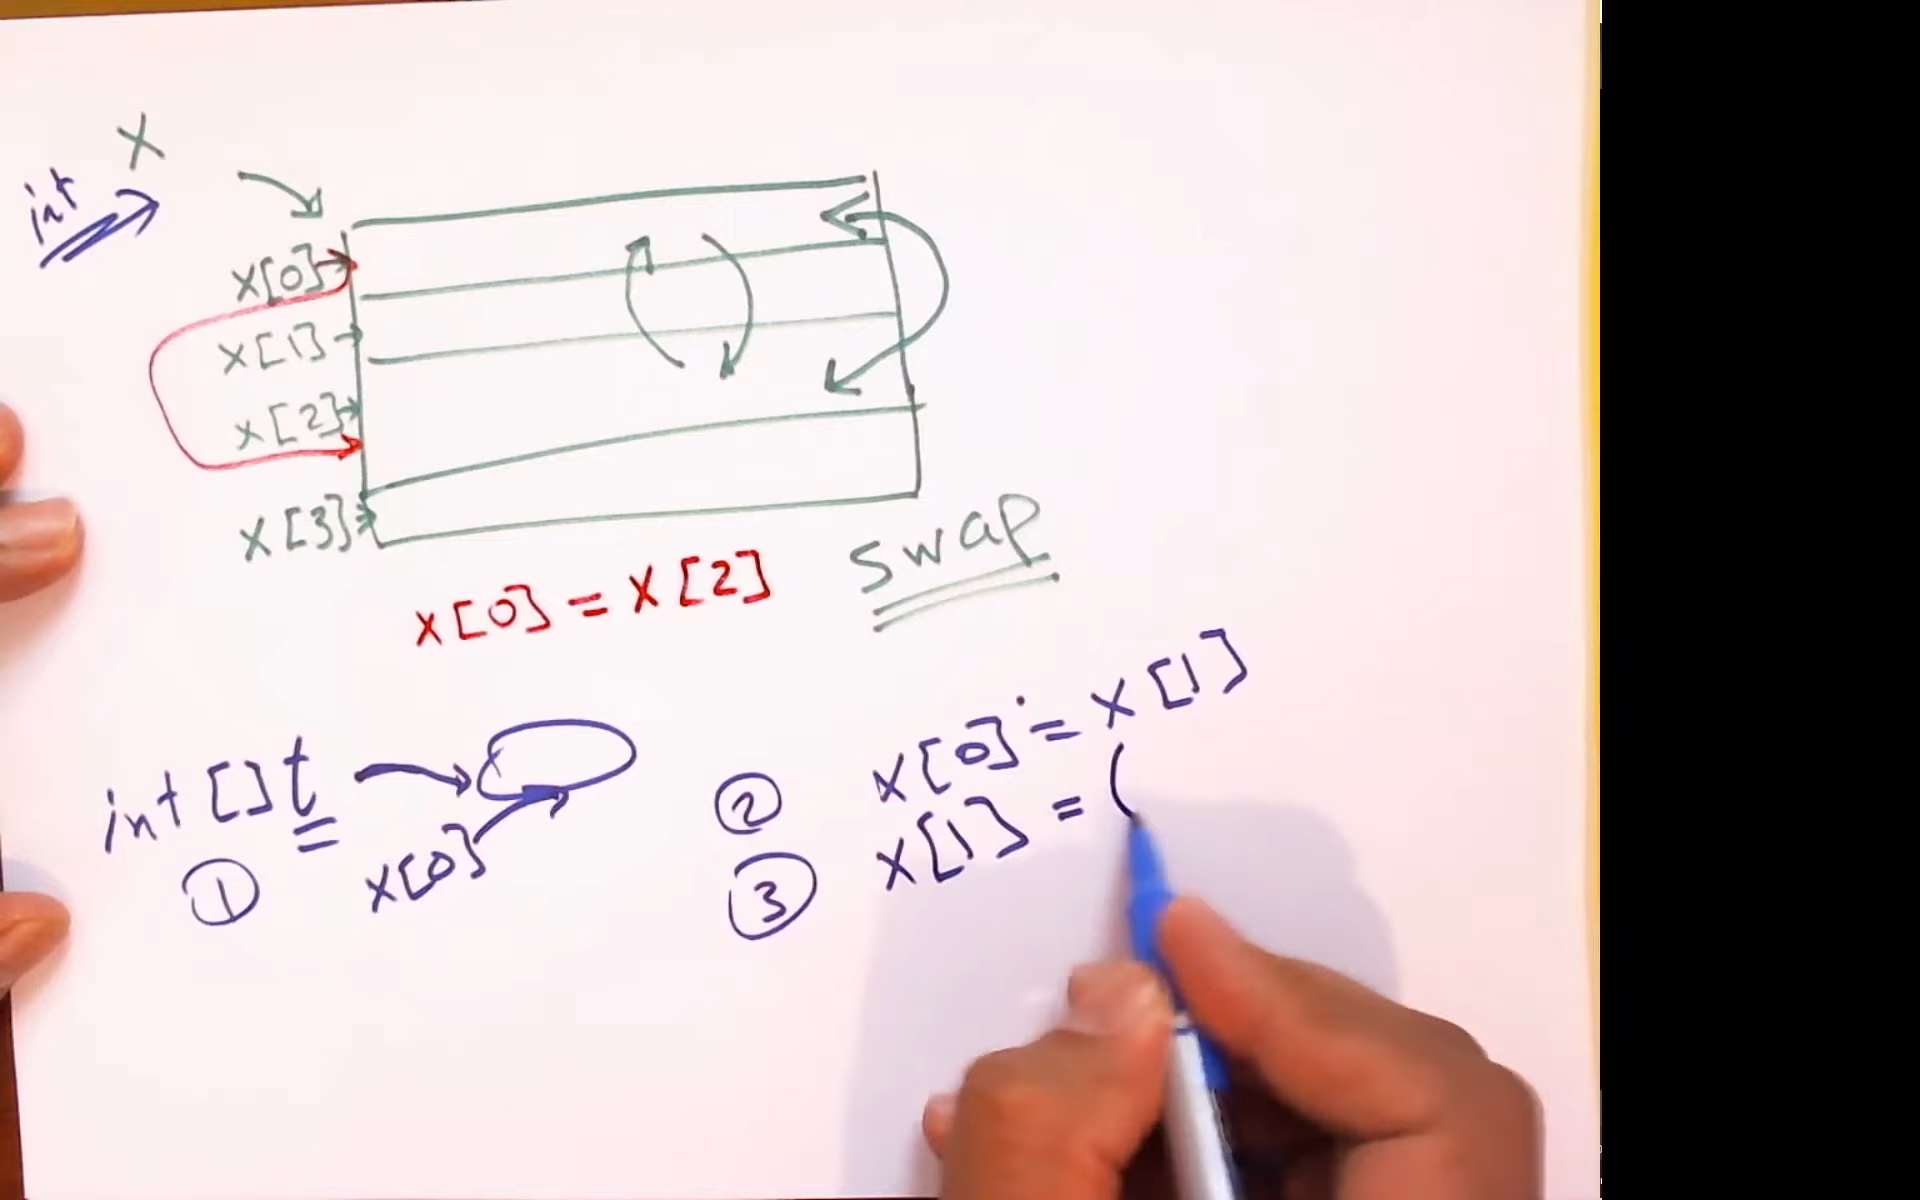 X
int
x[0]
x[1]
x[2]
x[3]
x[0] = x[2]
swap
int [] t
① x[0]
② x[0] = x[1]
③ x[1] = (